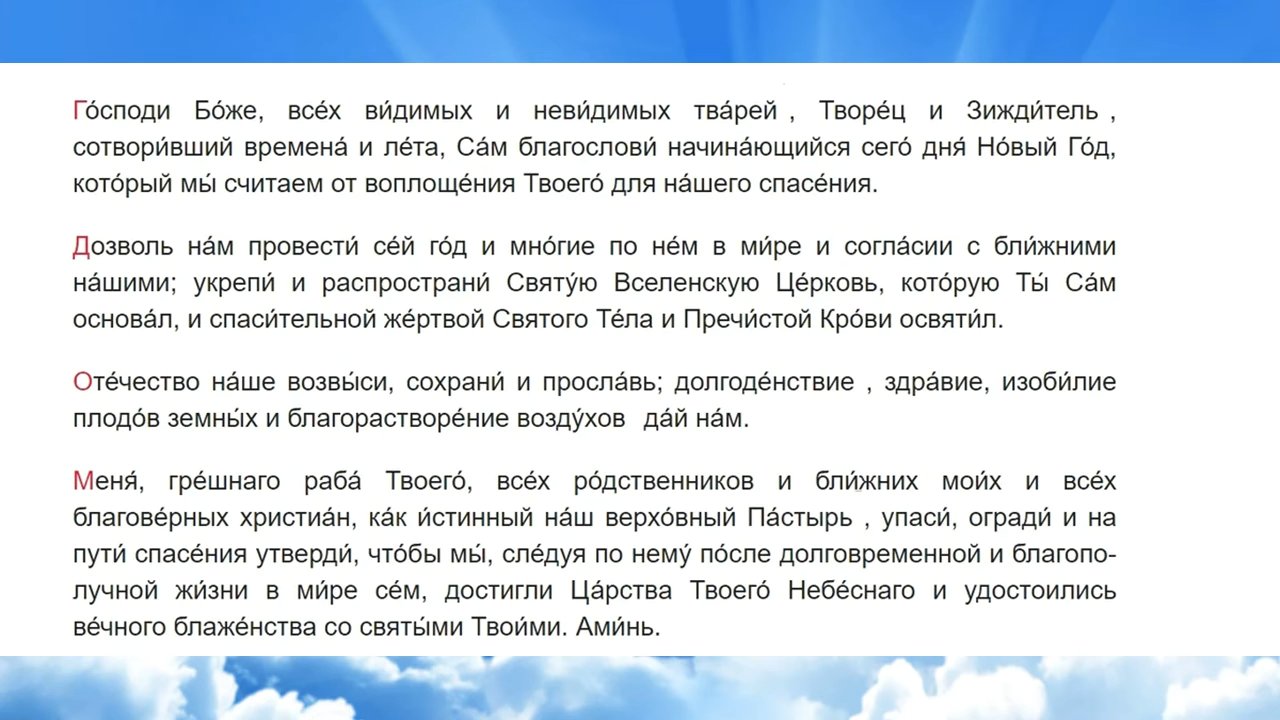 Го́споди Бо́же, все́х ви́димых и неви́димых тва́рей , Творе́ц и Зижди́тель ,
сотвори́вший времена́ и ле́та, Са́м благослови́ начина́ющийся сего́ дня́ Но́вый Го́д,
кото́рый мы́ считаем от воплоще́ния Твоего́ для на́шего спасе́ния.
Дозволь на́м провести́ се́й го́д и мно́гие по не́м в ми́ре и согла́сии с бли́жними
на́шими; укрепи́ и распространи́ Святу́ю Вселенскую Це́рковь, кото́рую Ты́ Са́м
основа́л, и спаси́тельной же́ртвой Святого Те́ла и Пречи́стой Кро́ви освяти́л.
Оте́чество на́ше возвы́си, сохрани́ и просла́вь; долгоде́нствие , здра́вие, изоби́лие
плодо́в земны́х и благорастворе́ние возду́хов да́й на́м.
Меня́, гре́шнаго раба́ Твоего́, все́х ро́дственников и бли́жних мои́х и все́х
благове́рных христиа́н, ка́к и́стинный на́ш верхо́вный Па́стырь , упаси́, огради́ и на
пути́ спасе́ния утверди́, что́бы мы́, сле́дуя по нему́ по́сле долговременной и благопо-
лучной жи́зни в ми́ре се́м, достигли Ца́рства Твоего́ Небе́снаго и удостоились
ве́чного блаже́нства со святы́ми Твои́ми. Ами́нь.